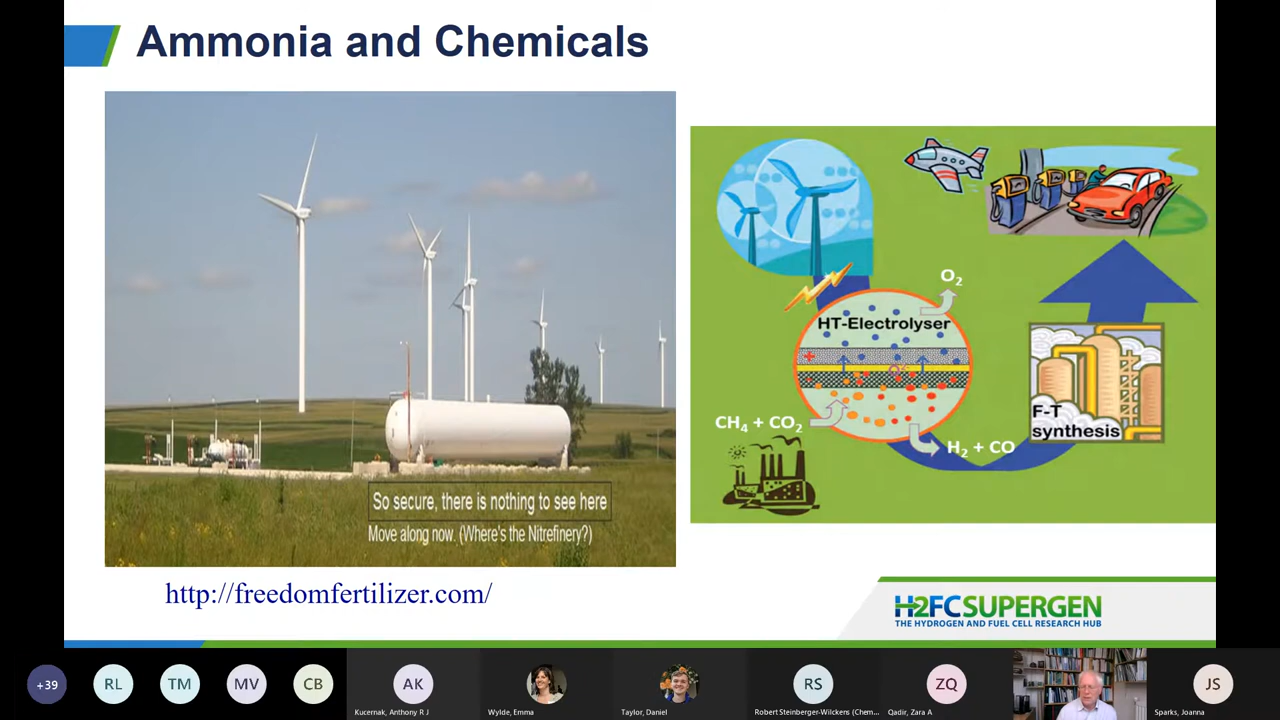 Ammonia and Chemicals
So secure, there is nothing to see here
Move along now. (Where's the Nitrefinery?)
http://freedomfertilizer.com/
O2
HT-Electrolyser
+
CH4 + CO2
H2 + CO
F-T
synthesis
H2FCSUPERGEN
THE HYDROGEN AND FUEL CELL RESEARCH HUB
+39
RL
TM
MV
CB
AK
RS
ZQ
JS
Kucernak, Anthony R J
Wylde, Emma
Taylor, Daniel
Robert Steinberger-Wilckens (Chem...
Qadir, Zara A
Sparks, Joanna